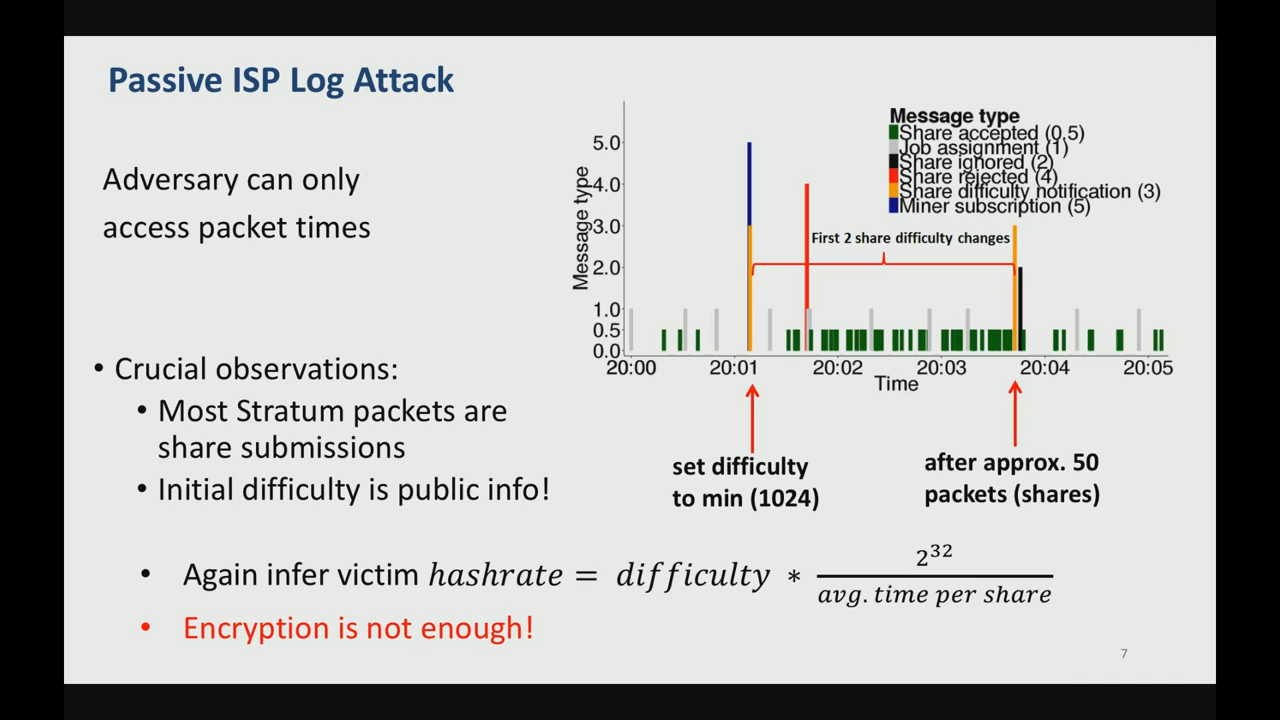 Passive ISP Log Attack
Adversary can only
access packet times
• Crucial observations:
• Most Stratum packets are
share submissions
• Initial difficulty is public info!
Message type
Share accepted (0.5)
Job assignment (1)
Share ignored (2)
Share rejected (4)
Share difficulty notification (3)
Miner subscription (5)
First 2 share difficulty changes
Message type
5.0
4.0
3.0
2.0
1.0
0.5
0.0
20:00 20:01 20:02 20:03 20:04 20:05
Time
set difficulty
to min (1024)
after approx. 50
packets (shares)
• Again infer victim hashrate = difficulty * 2^32 / avg. time per share
• Encryption is not enough!
7